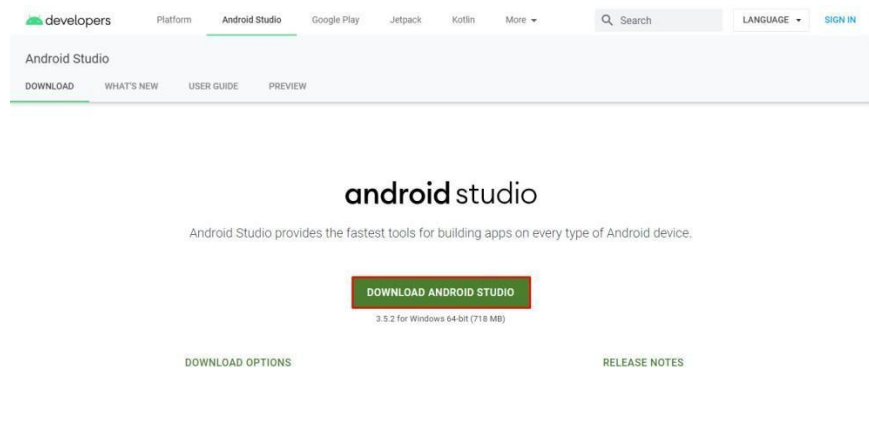 developers Platform Android Studio Google Play Jetpack Kotlin More Search LANGUAGE SIGN IN
Android Studio
DOWNLOAD WHAT'S NEW USER GUIDE PREVIEW
android studio
Android Studio provides the fastest tools for building apps on every type of Android device.
DOWNLOAD ANDROID STUDIO
3.5.2 for Windows 64-bit (718 MB)
DOWNLOAD OPTIONS RELEASE NOTES